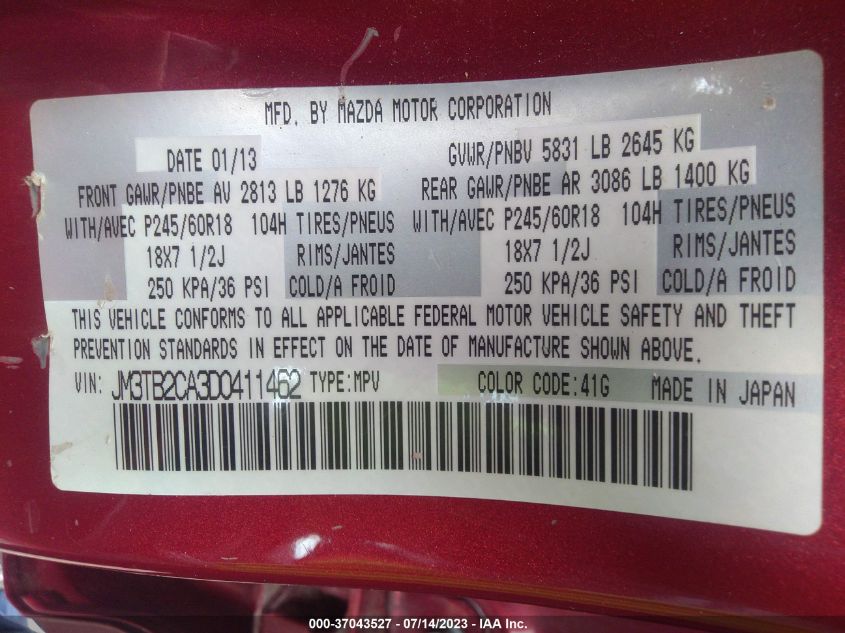 MFD. BY MAZDA MOTOR CORPORATION
DATE 01/13 GVWR/PNBV 5831 LB 2645 KG
FRONT GAWR/PNBE AV 2813 LB 1276 KG REAR GAWR/PNBE AR 3086 LB 1400 KG
WITH/AVEC P245/60R18 104H TIRES/PNEUS WITH/AVEC P245/60R18 104H TIRES/PNEUS
18X7 1/2J RIMS/JANTES 18X7 1/2J RIMS/JANTES
250 KPA/36 PSI COLD/A FROID 250 KPA/36 PSI COLD/A FROID
THIS VEHICLE CONFORMS TO ALL APPLICABLE FEDERAL MOTOR VEHICLE SAFETY AND THEFT
PREVENTION STANDARDS IN EFFECT ON THE DATE OF MANUFACTURE SHOWN ABOVE.
VIN: JM3TB2CA3D0411462 TYPE:MPV COLOR CODE:41G MADE IN JAPAN
000-37043527 - 07/14/2023 - IAA Inc.